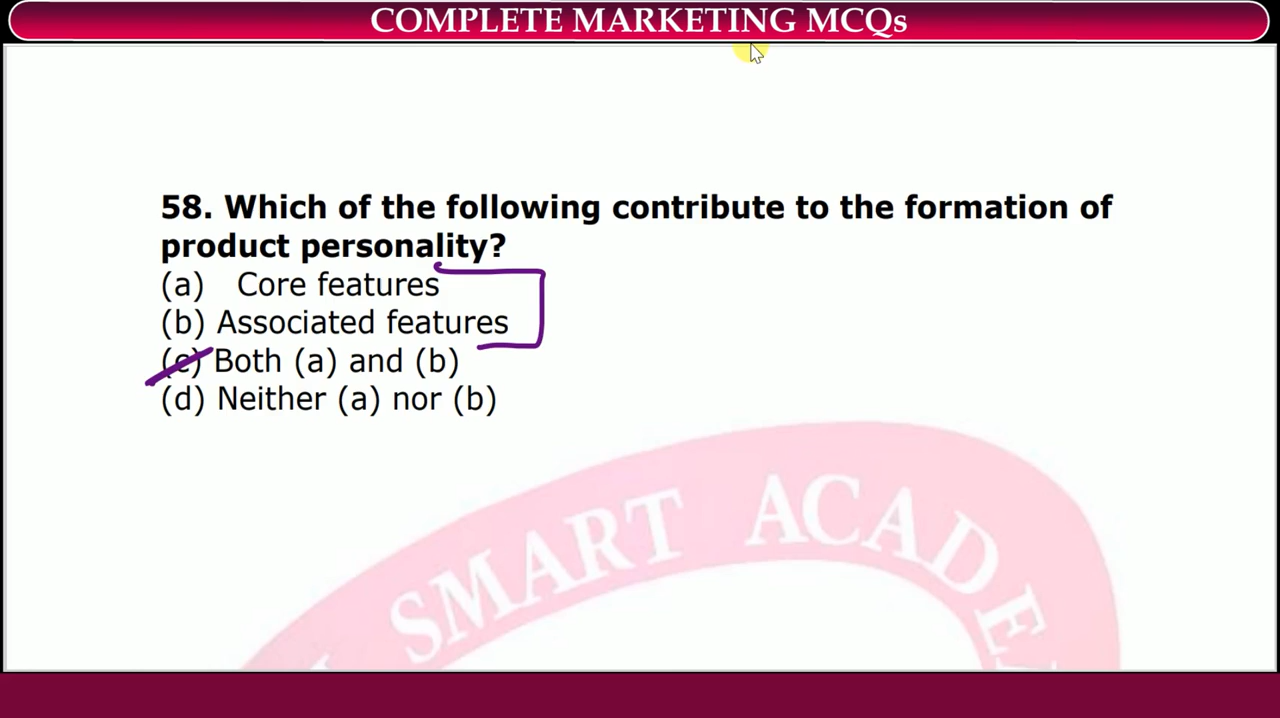 COMPLETE MARKETING MCQs
58. Which of the following contribute to the formation of
product personality?
(a) Core features
(b) Associated features
(c) Both (a) and (b)
(d) Neither (a) nor (b)
SMART ACADE